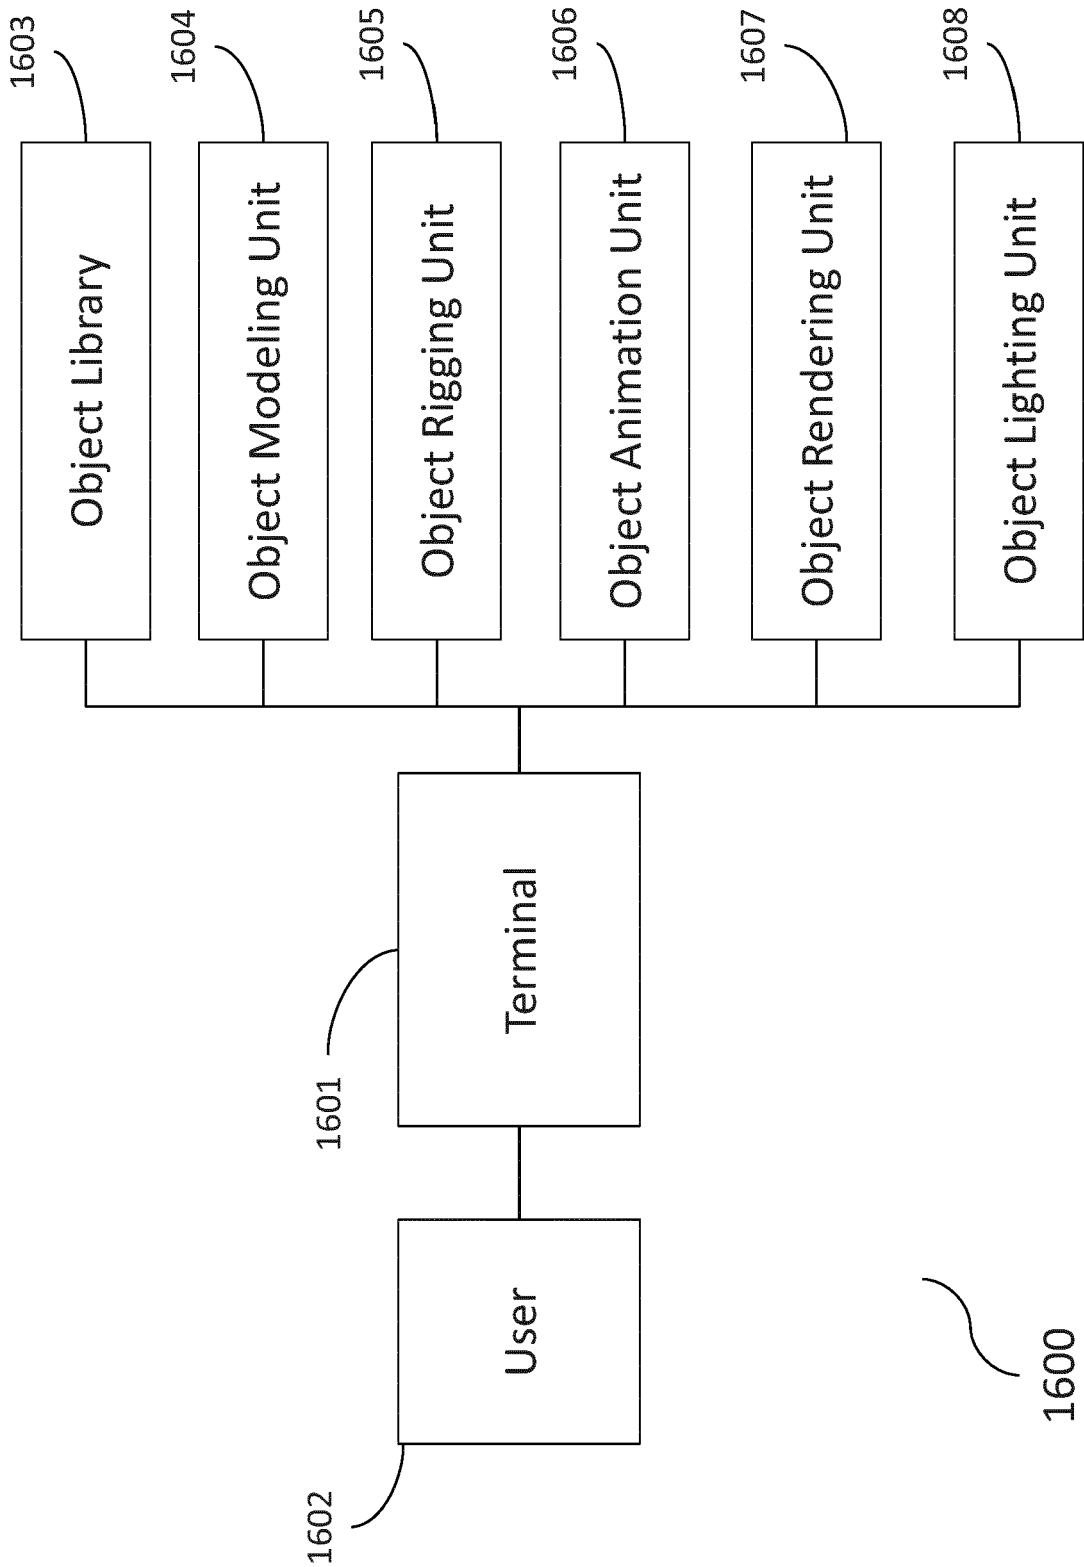 1603
Object Library
1604
Object Modeling Unit
1605
Object Rigging Unit
1606
Object Animation Unit
1607
Object Rendering Unit
1608
Object Lighting Unit
1601
Terminal
1602
User
1600